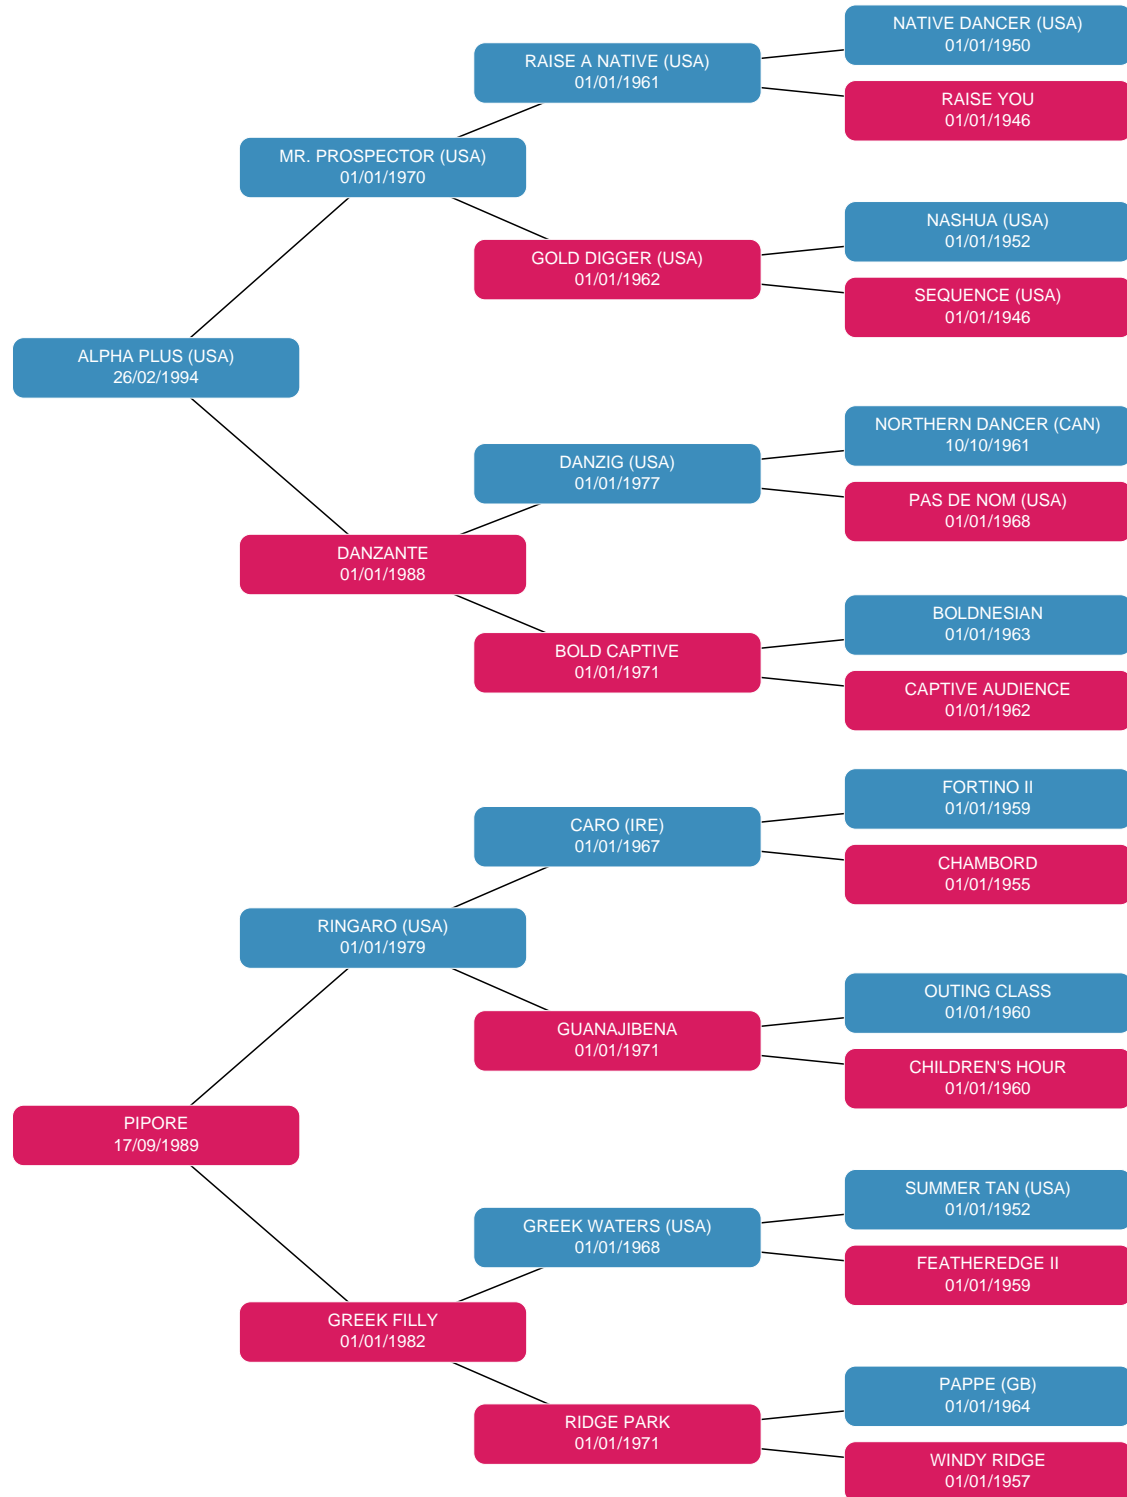 NATIVE DANCER (USA)
01/01/1950
RAISE A NATIVE (USA)
01/01/1961
RAISE YOU
01/01/1946
MR. PROSPECTOR (USA)
01/01/1970
NASHUA (USA)
01/01/1952
GOLD DIGGER (USA)
01/01/1962
SEQUENCE (USA)
01/01/1946
ALPHA PLUS (USA)
26/02/1994
NORTHERN DANCER (CAN)
10/10/1961
DANZIG (USA)
01/01/1977
PAS DE NOM (USA)
01/01/1968
DANZANTE
01/01/1988
BOLDNESIAN
01/01/1963
BOLD CAPTIVE
01/01/1971
CAPTIVE AUDIENCE
01/01/1962
FORTINO II
01/01/1959
CARO (IRE)
01/01/1967
CHAMBORD
01/01/1955
RINGARO (USA)
01/01/1979
OUTING CLASS
01/01/1960
GUANAJIBENA
01/01/1971
CHILDREN'S HOUR
01/01/1960
PIPORE
17/09/1989
SUMMER TAN (USA)
01/01/1952
GREEK WATERS (USA)
01/01/1968
FEATHEREDGE II
01/01/1959
GREEK FILLY
01/01/1982
PAPPE (GB)
01/01/1964
RIDGE PARK
01/01/1971
WINDY RIDGE
01/01/1957